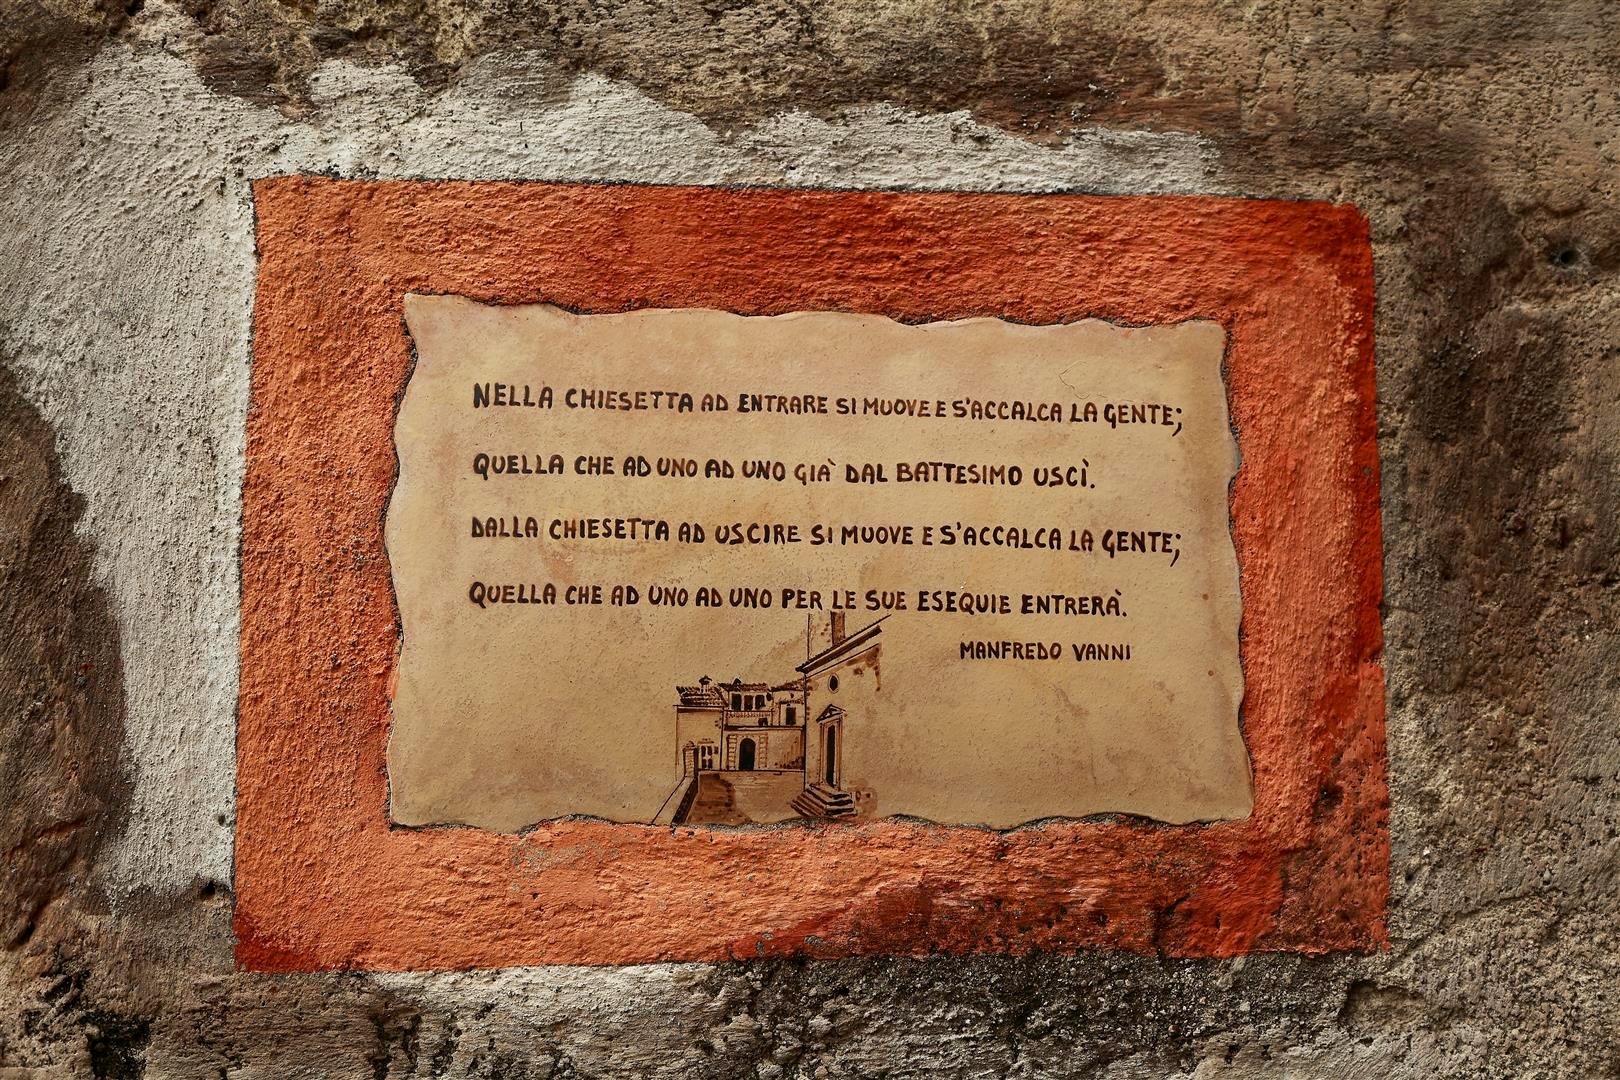 NELLA CHIESETTA AD ENTRARE SI MUOVE E S'ACCALCA LA GENTE;
QUELLA CHE AD UNO AD UNO GIÀ DAL BATTESIMO USCÌ.
DALLA CHIESETTA AD USCIRE SI MUOVE E S'ACCALCA LA GENTE;
QUELLA CHE AD UNO AD UNO PER LE SUE ESEQUIE ENTRERÀ.
MANFREDO VANNI